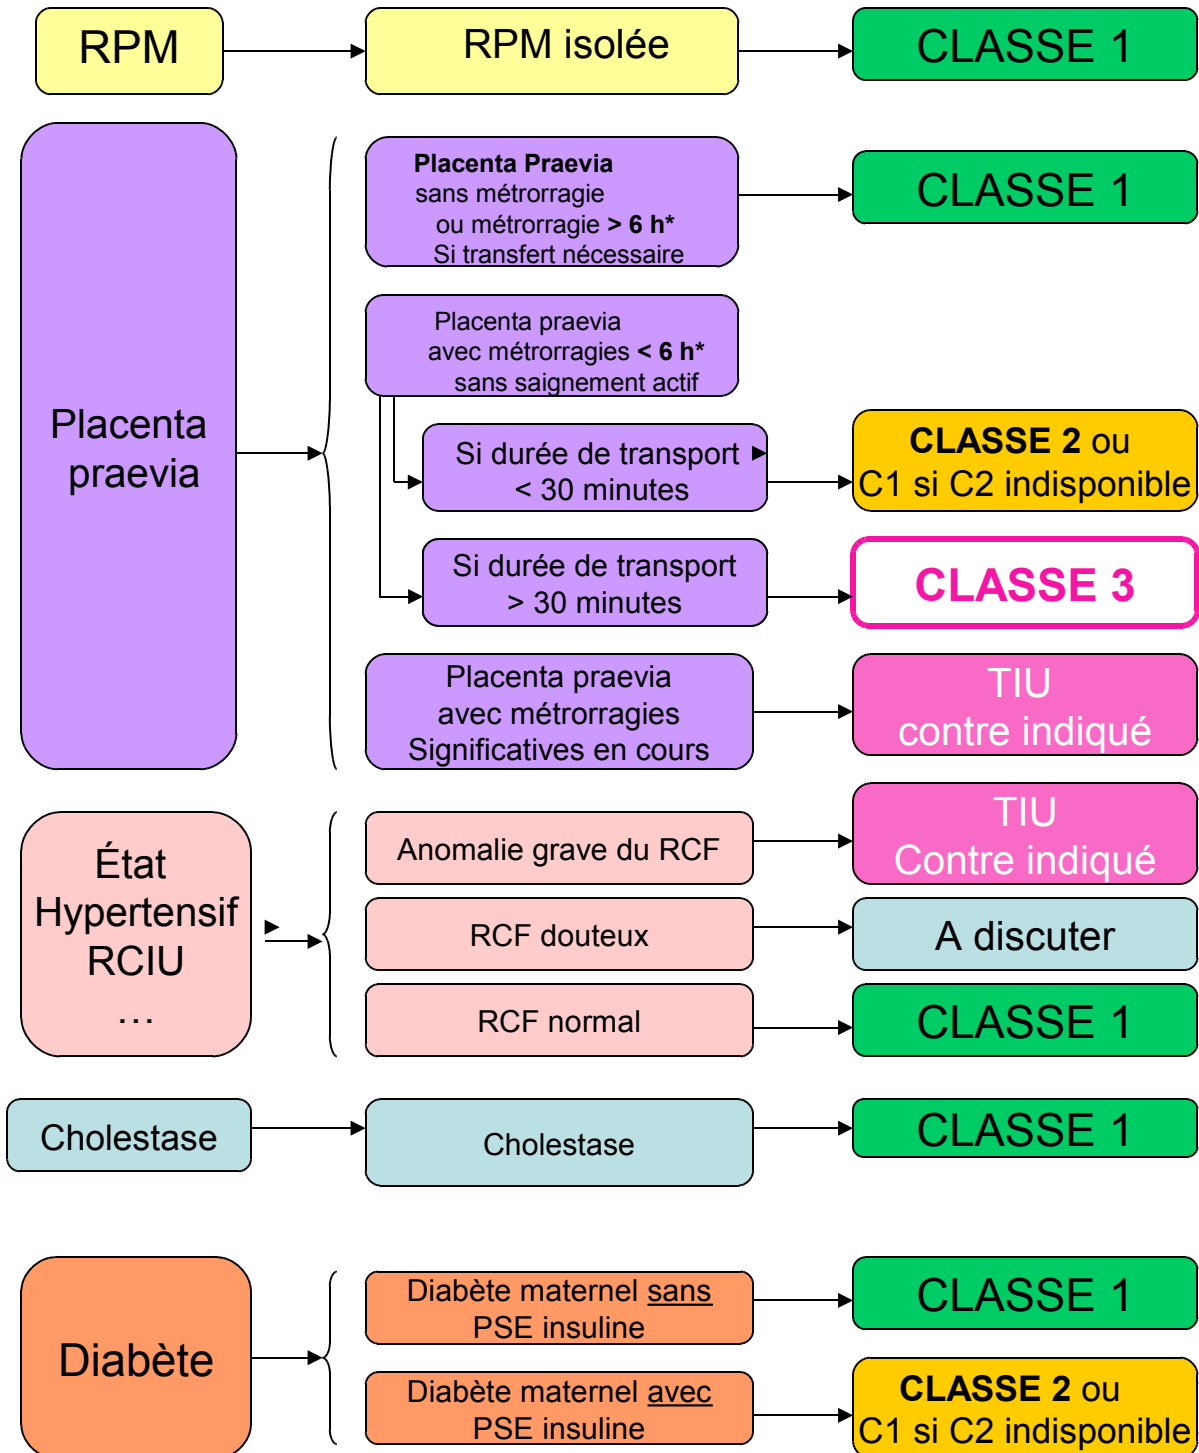 RPM
RPM isolée
CLASSE 1
Placenta
praevia
Placenta Praevia
sans métrorragie
ou métrorragie > 6 h*
Si transfert nécessaire
CLASSE 1
Placenta praevia
avec métrorragies < 6 h*
sans saignement actif
Si durée de transport
< 30 minutes
CLASSE 2 ou
C1 si C2 indisponible
Si durée de transport
> 30 minutes
CLASSE 3
Placenta praevia
avec métrorragies
Significatives en cours
TIU
contre indiqué
État
Hypertensif
RCIU
…
Anomalie grave du RCF
TIU
Contre indiqué
RCF douteux
A discuter
RCF normal
CLASSE 1
Cholestase
Cholestase
CLASSE 1
Diabète
Diabète maternel sans
PSE insuline
CLASSE 1
Diabète maternel avec
PSE insuline
CLASSE 2 ou
C1 si C2 indisponible